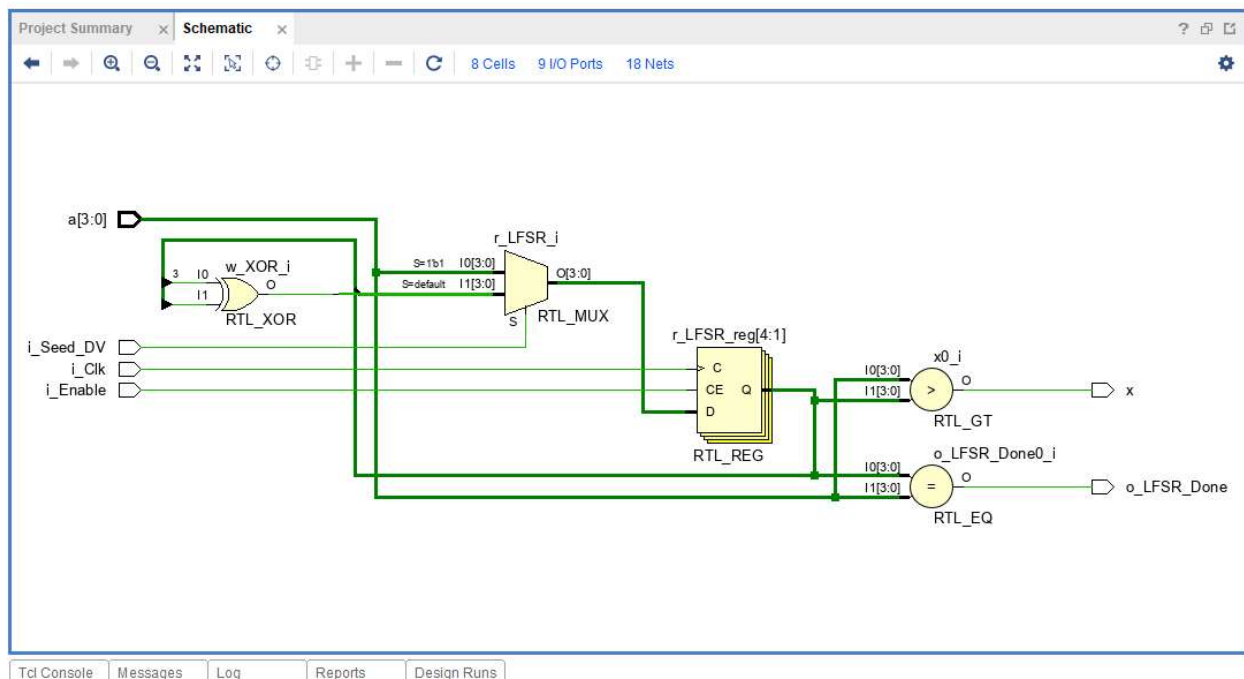 Project Summary × Schematic × ?
8 Cells 9 I/O Ports 18 Nets
a[3:0]
r_LFSR_i
w_XOR_i
S=1'b1 I0[3:0] O[3:0]
3 I0 O
S=default I1[3:0]
I1
RTL_XOR
S RTL_MUX
i_Seed_DV
r_LFSR_reg[4:1]
i_Clk
i_Enable
C
CE Q
D
RTL_REG
x0_i
I0[3:0] O
> x
I1[3:0]
RTL_GT
o_LFSR_Done0_i
I0[3:0] O
= o_LFSR_Done
I1[3:0]
RTL_EQ
Tcl Console Messages Log Reports Design Runs